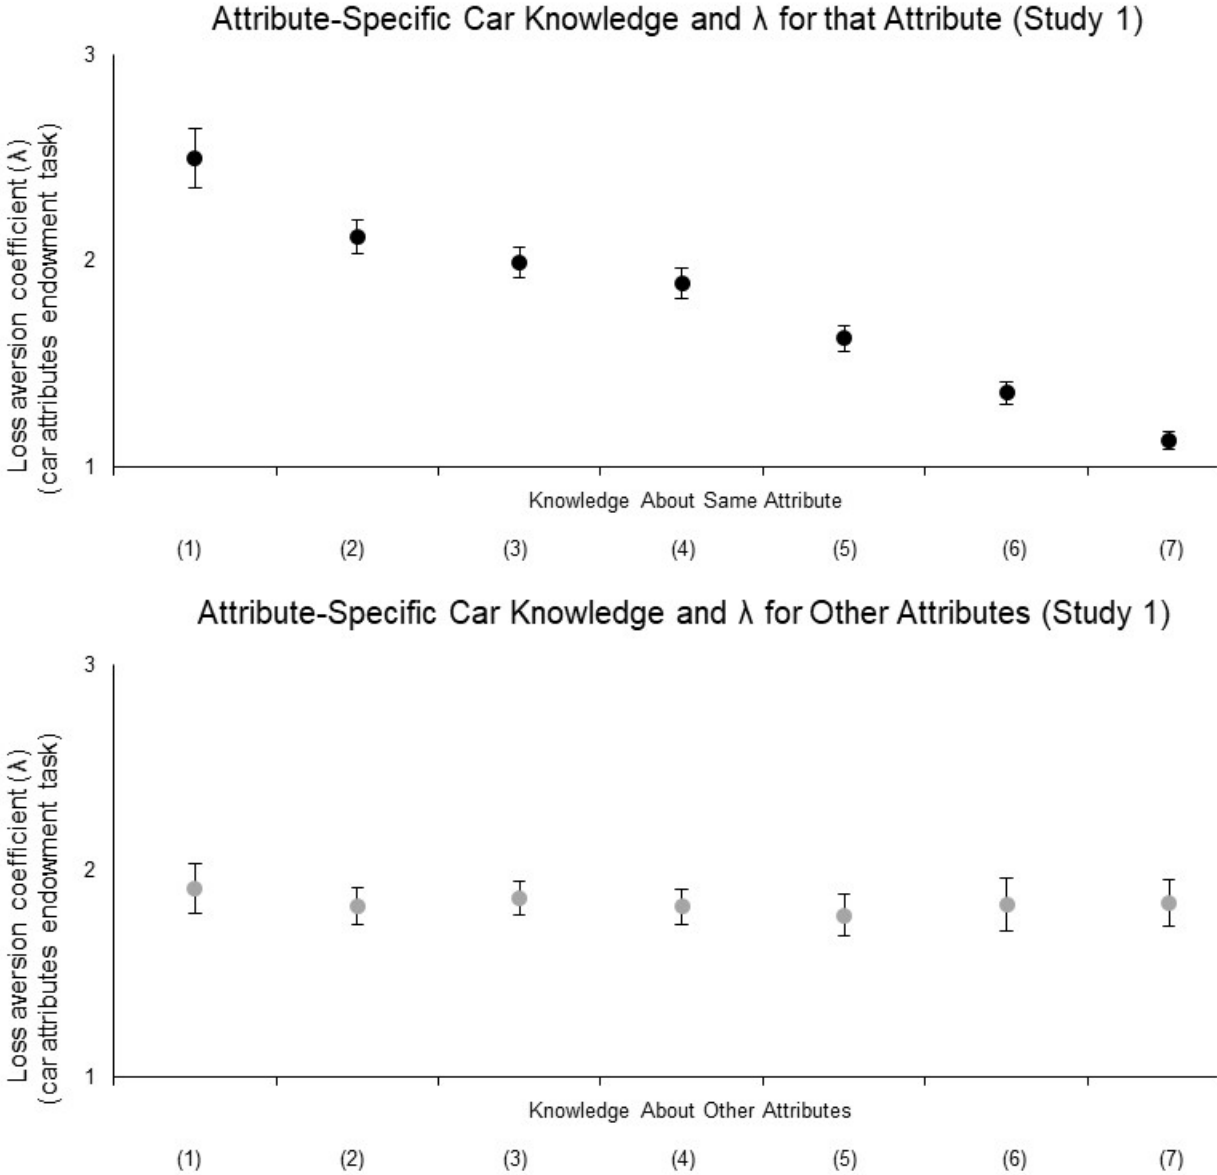 Attribute-Specific Car Knowledge and λ for that Attribute (Study 1)
Loss aversion coefficient (λ)
(car attributes endowment task)
3
2
1
Knowledge About Same Attribute
(1) (2) (3) (4) (5) (6) (7)
Attribute-Specific Car Knowledge and λ for Other Attributes (Study 1)
Loss aversion coefficient (λ)
(car attributes endowment task)
3
2
1
Knowledge About Other Attributes
(1) (2) (3) (4) (5) (6) (7)